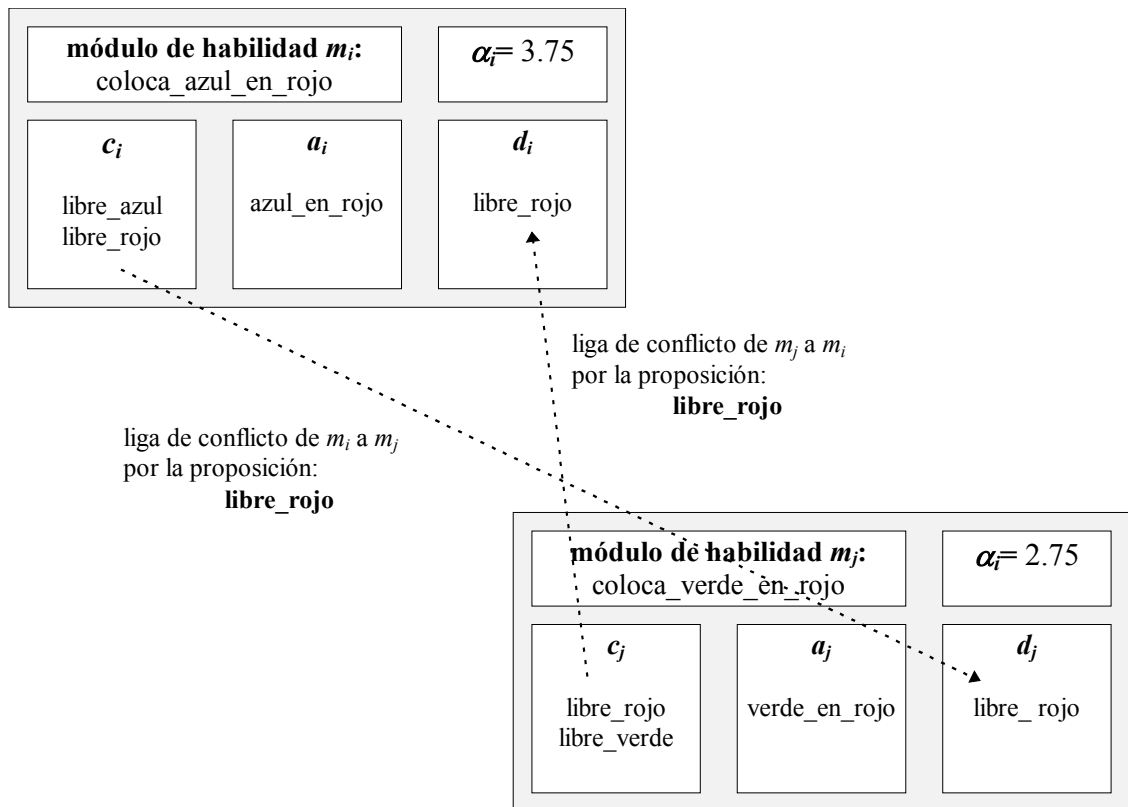 módulo de habilidad mi:
coloca_azul_en_rojo
αi= 3.75
ci
libre_azul
libre_rojo
ai
azul_en_rojo
di
libre_rojo
liga de conflicto de mj a mi
por la proposición:
libre_rojo
liga de conflicto de mi a mj
por la proposición:
libre_rojo
módulo de habilidad mj:
coloca_verde_en_rojo
αi= 2.75
cj
libre_rojo
libre_verde
aj
verde_en_rojo
dj
libre_ rojo